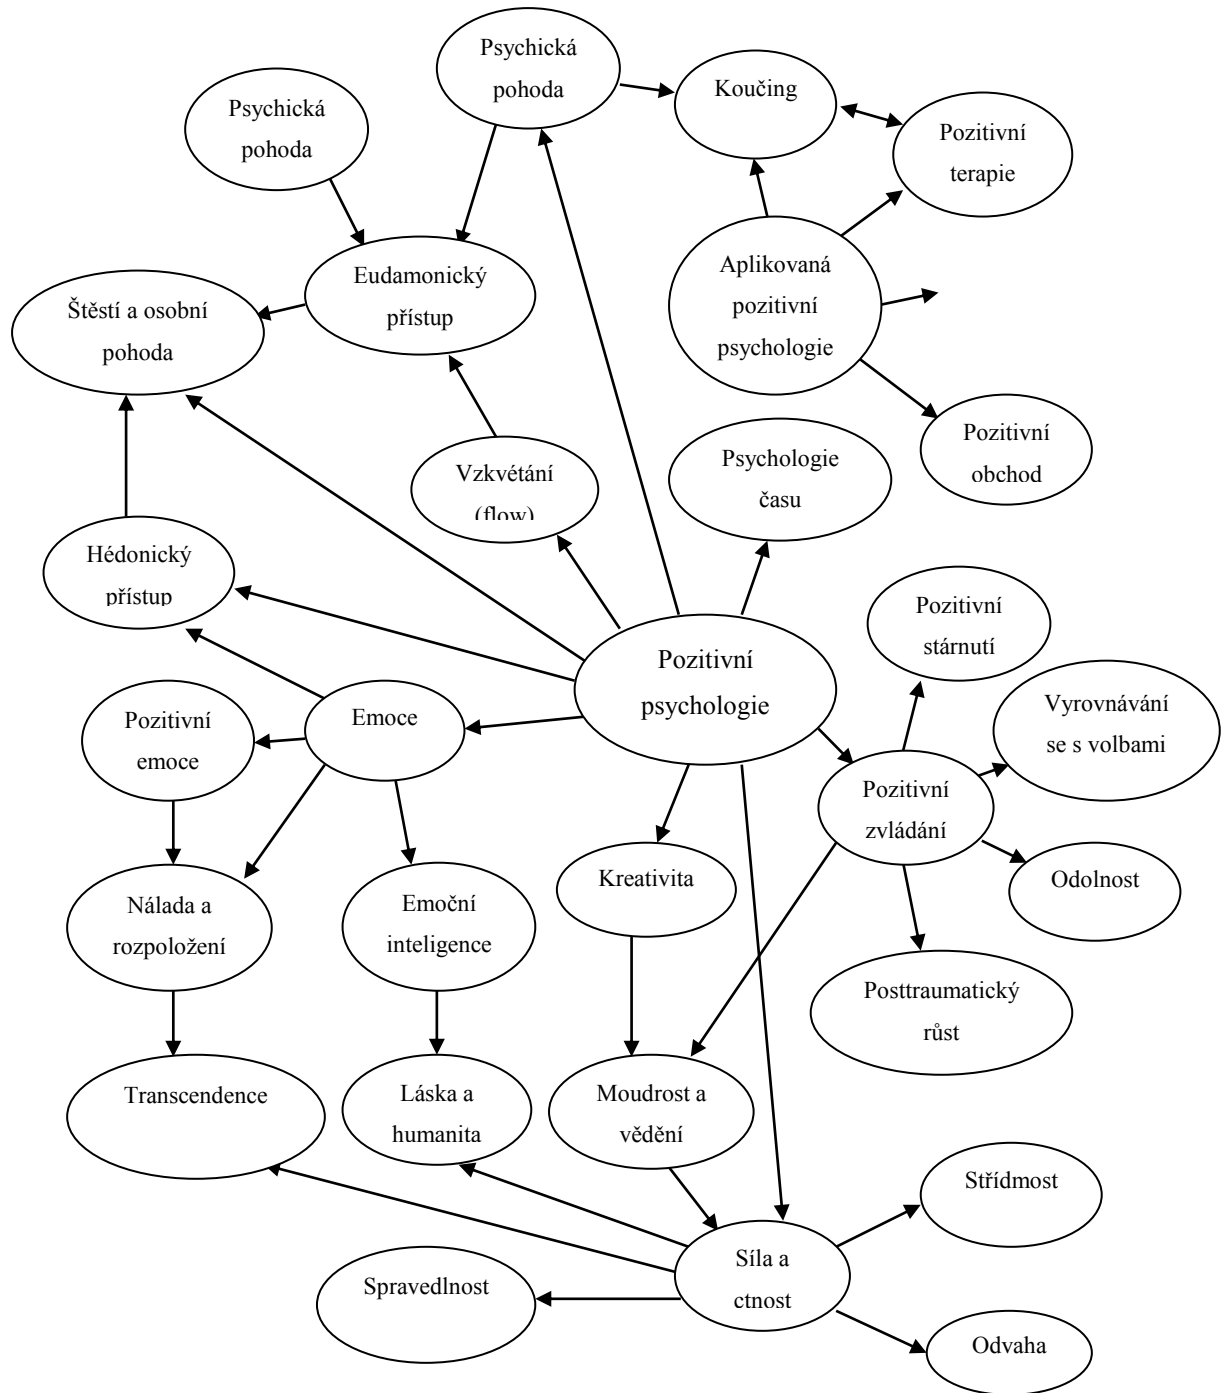 Psychická
pohoda
Psychická
pohoda
Koučing
Pozitivní
terapie
Aplikovaná
pozitivní
psychologie
Eudamonický
přístup
Štěstí a osobní
pohoda
Pozitivní
obchod
Psychologie
času
Vzkvétání
(flow)
Hédonický
přístup
Pozitivní
stárnutí
Pozitivní
psychologie
Vyrovnávání
se s volbami
Emoce
Pozitivní
emoce
Pozitivní
zvládání
Odolnost
Kreativita
Nálada a
rozpoložení
Emoční
inteligence
Posttraumatický
růst
Transcendence
Láska a
humanita
Moudrost a
vědění
Střídmost
Síla a
ctnost
Spravedlnost
Odvaha